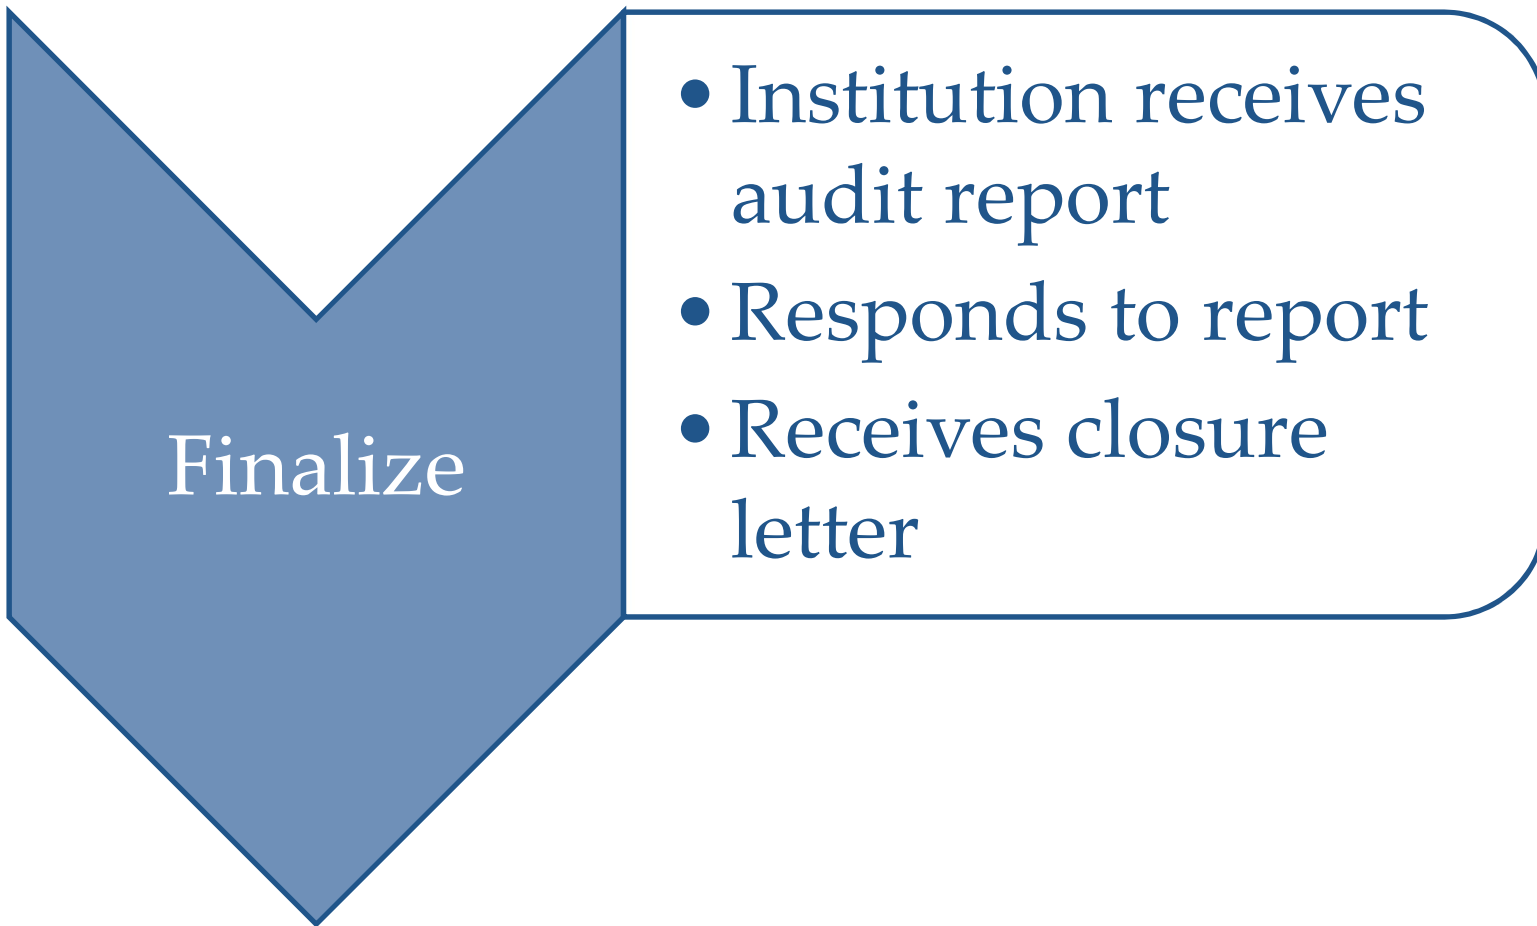 Finalize
• Institution receives
audit report
• Responds to report
• Receives closure
letter